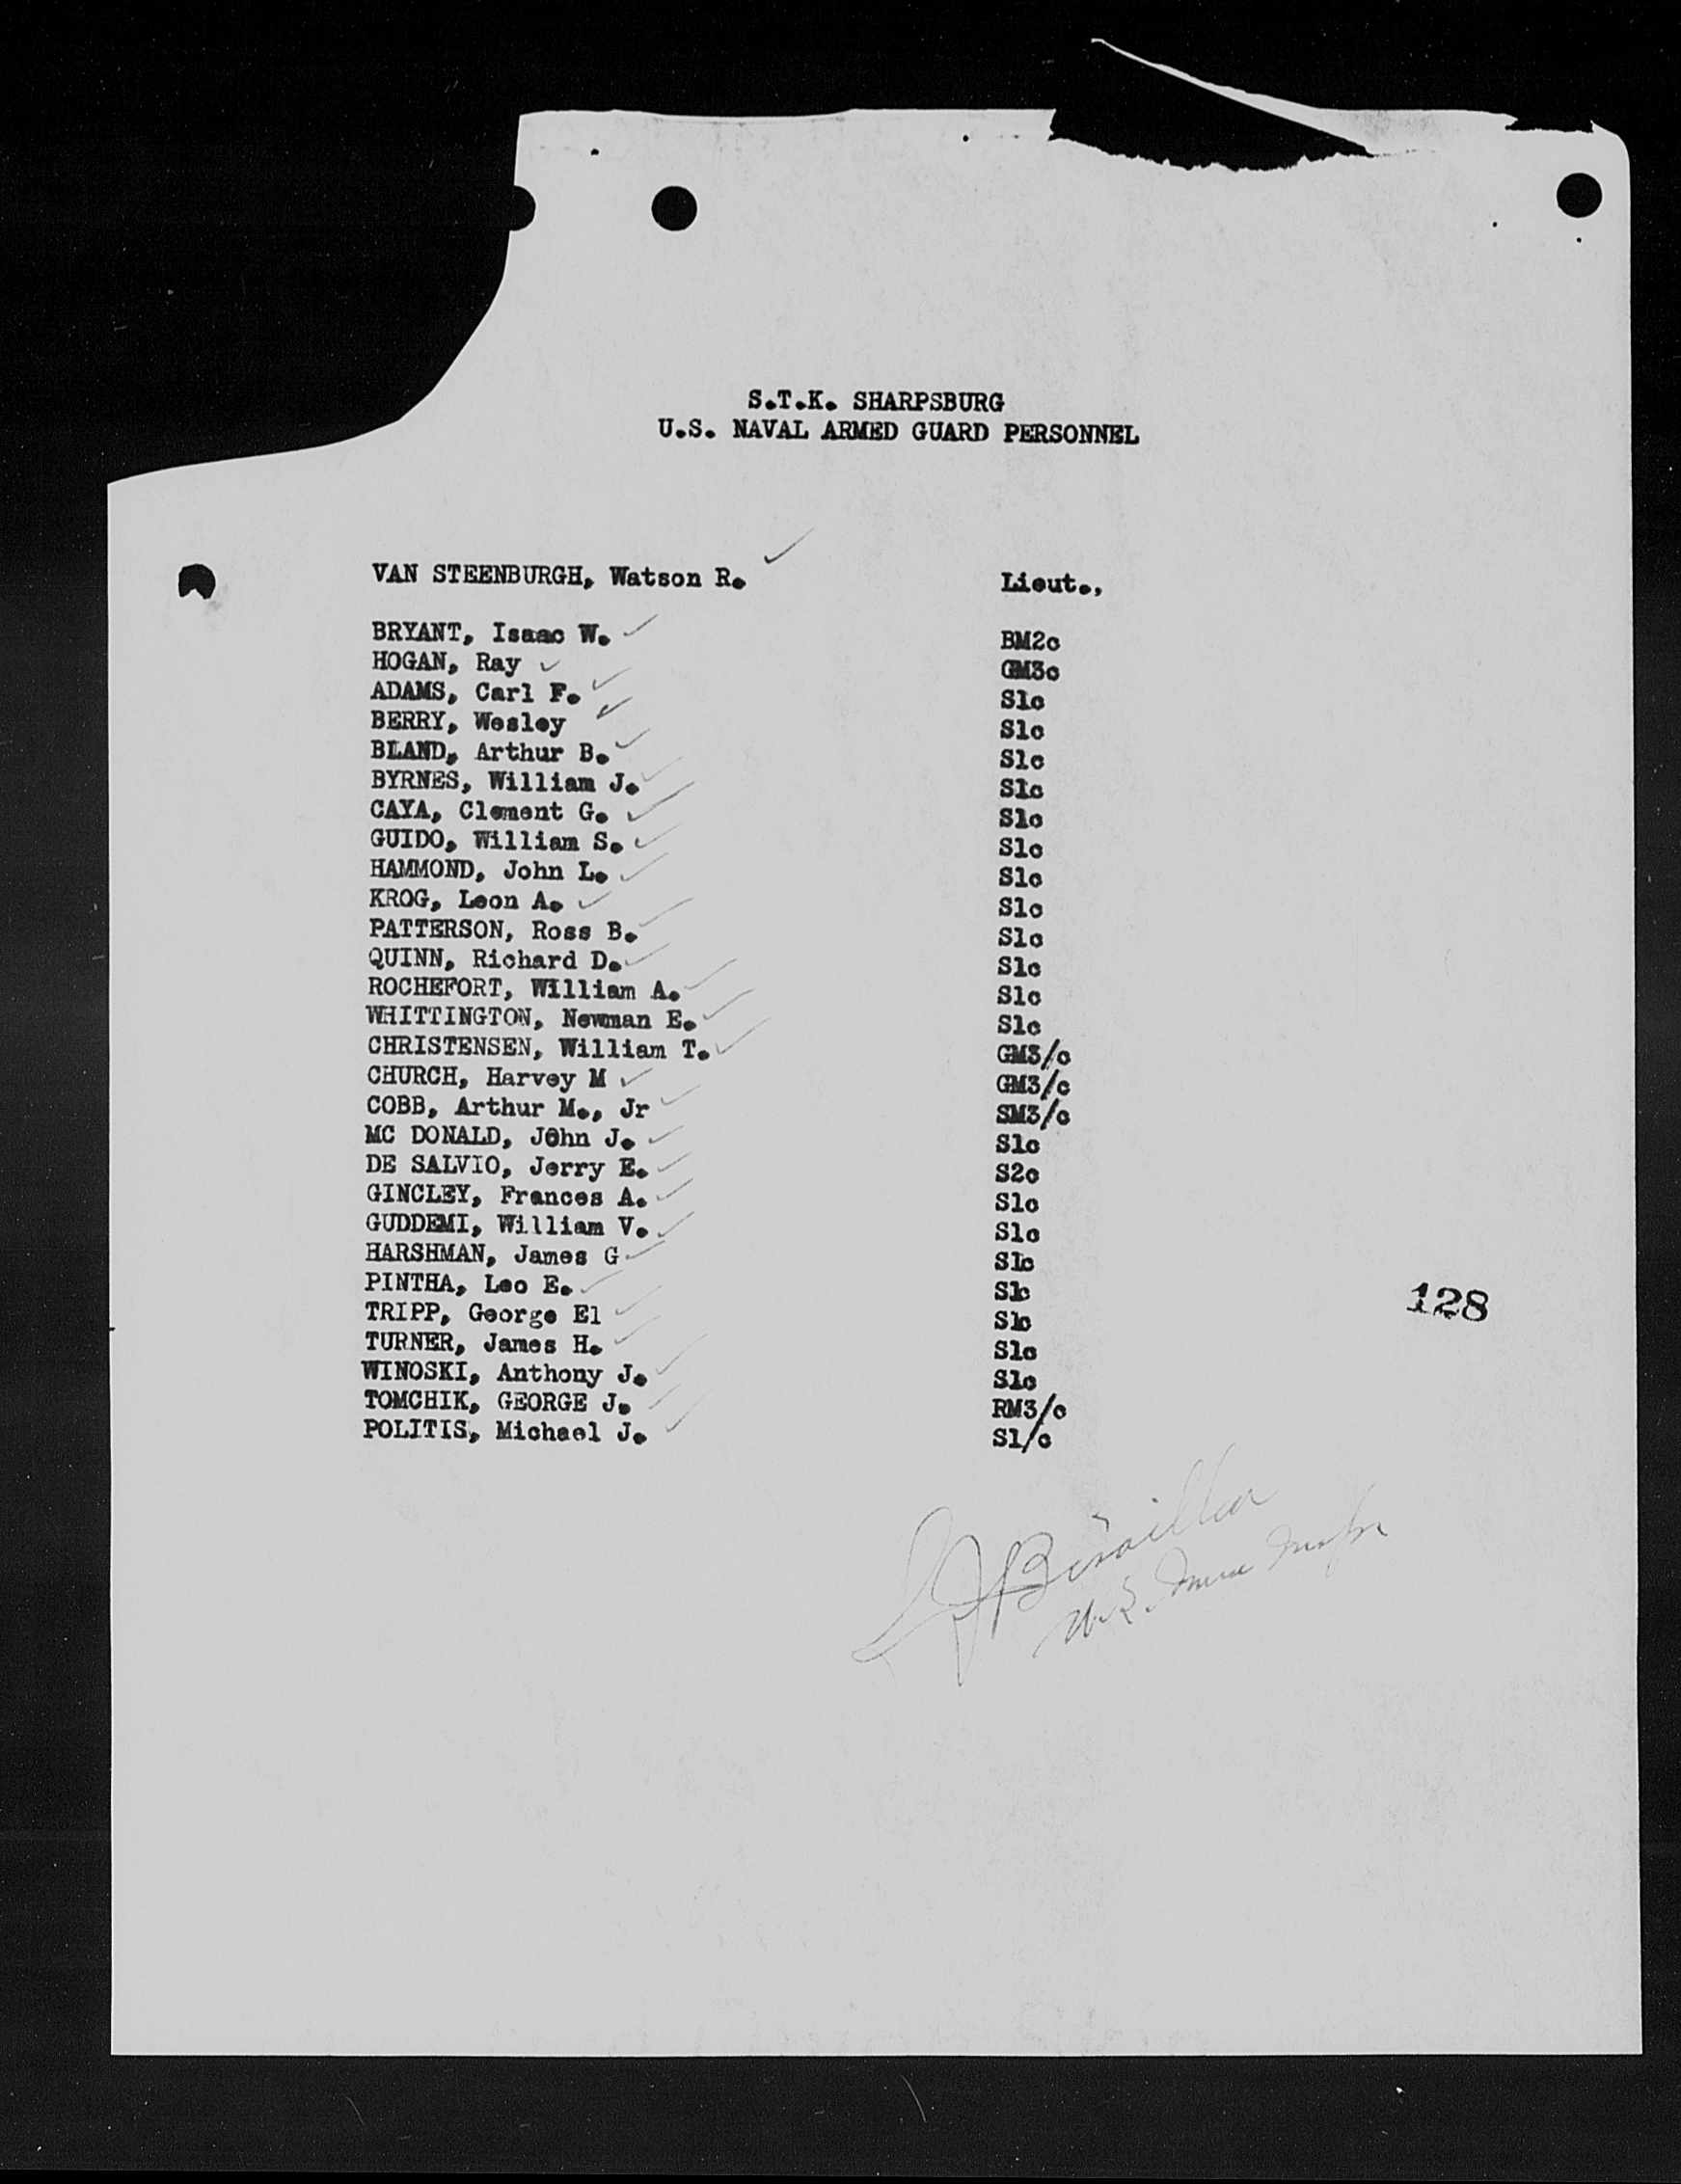 S.T.K. SHARPSBURG
U.S. NAVAL ARMED GUARD PERSONNEL
VAN STEENBURGH, Watson R. ✓ Lieut.,
BRYANT, Isaac W. ✓ BM2c
HOGAN, Ray ✓ GM3c
ADAMS, Carl F. ✓ S1c
BERRY, Wesley ✓ S1c
BLAND, Arthur B. ✓ S1c
BYRNES, William J. ✓ S1c
CAYA, Clement G. ✓ S1c
GUIDO, William S. ✓ S1c
HAMMOND, John L. ✓ S1c
KROG, Leon A. ✓ S1c
PATTERSON, Ross B. ✓ S1c
QUINN, Richard D. ✓ S1c
ROCHEFORT, William A. ✓ S1c
WHITTINGTON, Newman E. ✓ S1c
CHRISTENSEN, William T. ✓ GM3/c
CHURCH, Harvey M ✓ GM3/c
COBB, Arthur M., Jr ✓ SM3/c
MC DONALD, JOhn J. ✓ S1c
DE SALVIO, Jerry E. ✓ S2c
GINCLEY, Frances A. ✓ S1c
GUDDEMI, William V. ✓ S1c
HARSHMAN, James G ✓ S1c
PINTHA, Leo E. ✓ S1c
TRIPP, George El ✓ S1c
TURNER, James H. ✓ S1c
WINOSKI, Anthony J. ✓ S1c
TOMCHIK, GEORGE J. ✓ RM3/c
POLITIS, Michael J. ✓ S1/c
128